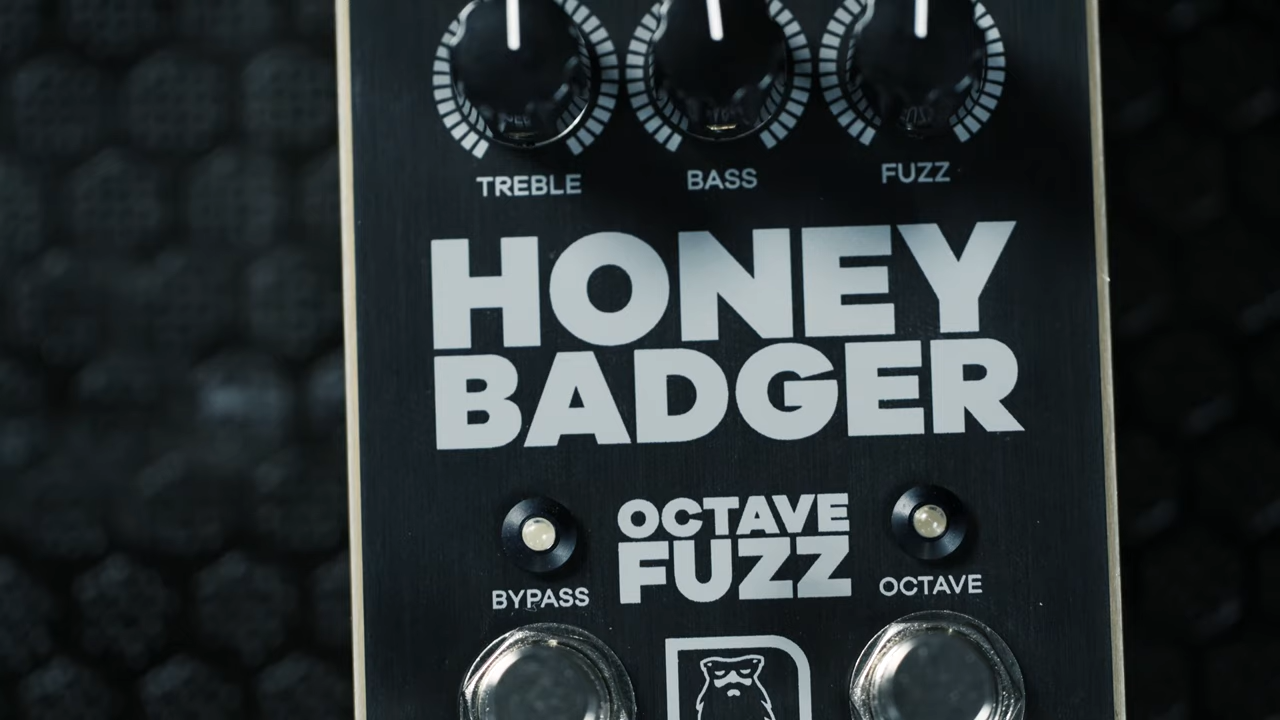 TREBLE BASS FUZZ
HONEY
BADGER
OCTAVE
FUZZ
BYPASS OCTAVE